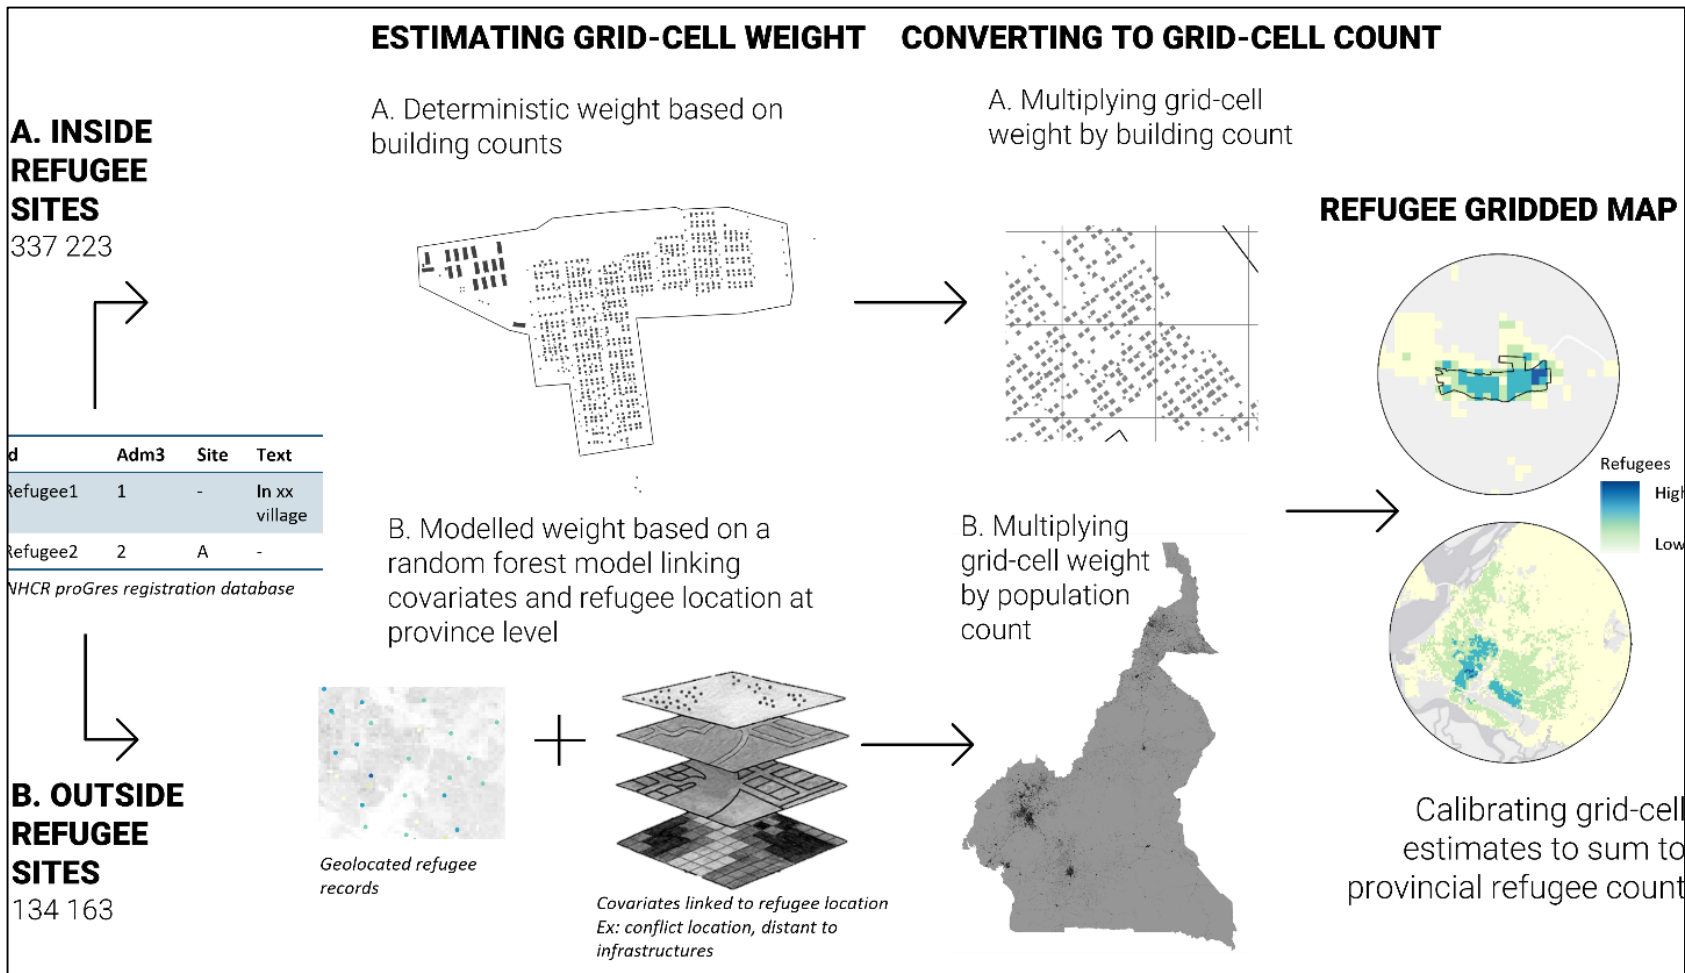 ESTIMATING GRID-CELL WEIGHT
CONVERTING TO GRID-CELL COUNT
A. INSIDE
REFUGEE
SITES
337 223
A. Deterministic weight based on
building counts
A. Multiplying grid-cell
weight by building count
REFUGEE GRIDDED MAP
d Adm3 Site Text
Refugee1 1 - In xx
village
Refugee2 2 A -
NHCR proGres registration database
Refugees
High
Low
B. Modelled weight based on a
random forest model linking
covariates and refugee location at
province level
B. Multiplying
grid-cell weight
by population
count
B. OUTSIDE
REFUGEE
SITES
134 163
Geolocated refugee
records
Covariates linked to refugee location
Ex: conflict location, distant to
infrastructures
Calibrating grid-cell
estimates to sum to
provincial refugee count